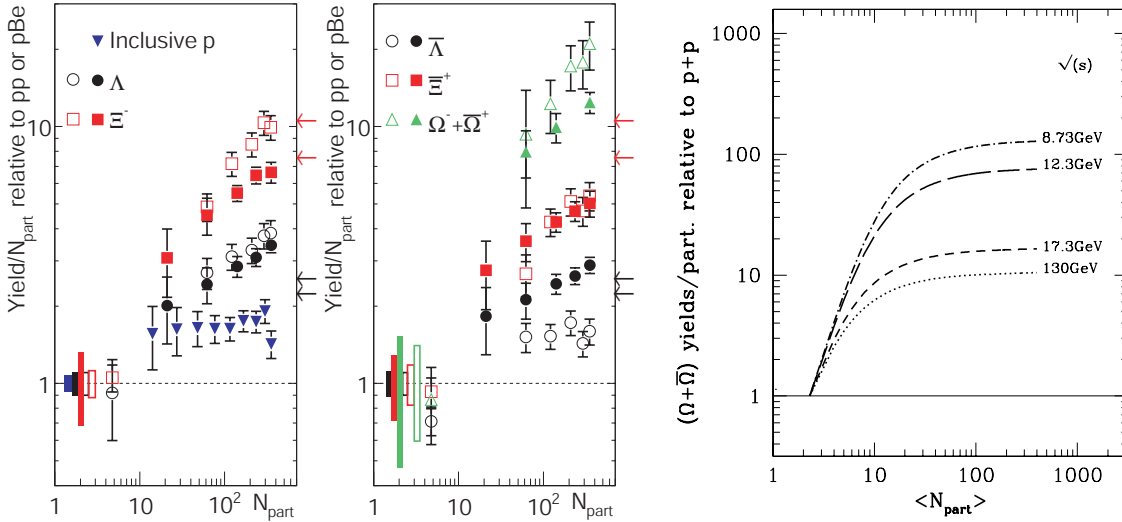 Yield/N_part relative to pp or pBe
Inclusive p
Λ
Ξ⁻
10
1
1
10
10²
N_part
Yield/N_part relative to pp or pBe
Λ̅
Ξ̅⁺
Ω⁻+Ω̅⁺
10
1
1
10
10²
N_part
(Ω+Ω̅) yields/part. relative to p+p
1000
100
10
1
√(s)
8.73GeV
12.3GeV
17.3GeV
130GeV
1
10
100
1000
<N_part>